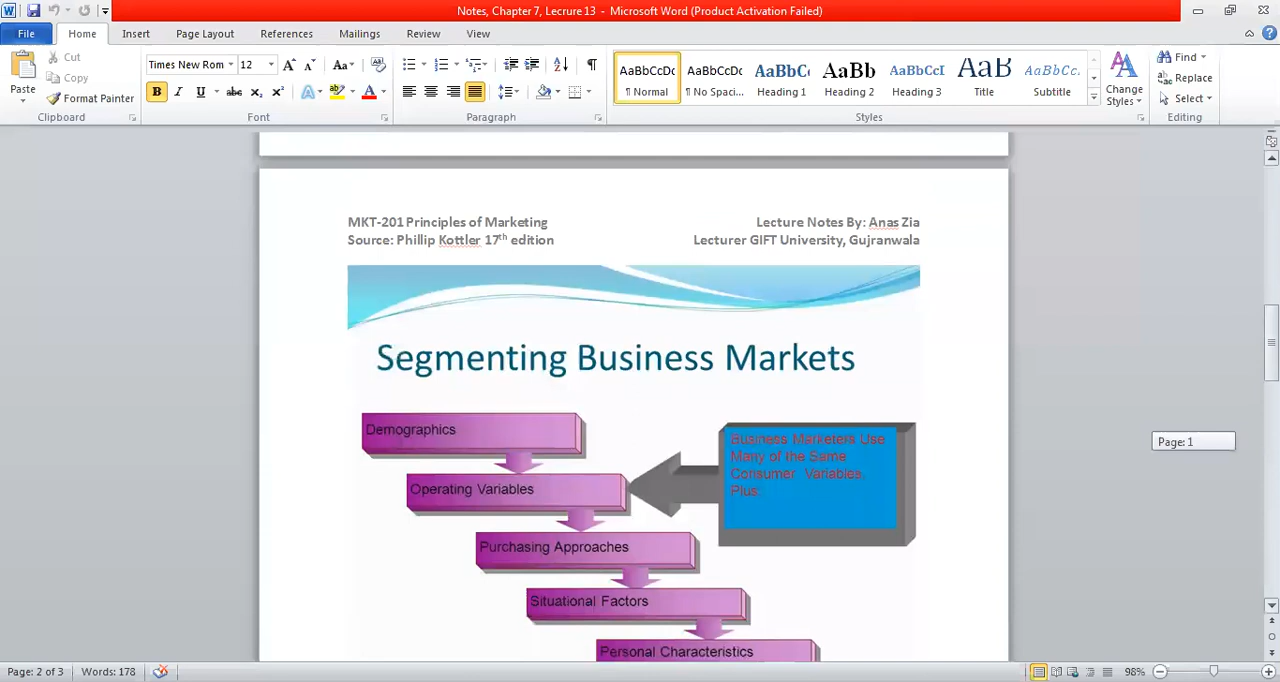 Notes, Chapter 7, Lecrure 13 - Microsoft Word (Product Activation Failed)
File Home Insert Page Layout References Mailings Review View
Paste
Cut
Copy
Format Painter
Clipboard
Times New Rom 12
Font
Paragraph
AaBbCcDc AaBbCcDc AaBbC AaBb AaBbCcI AaB AaBbCc.
¶ Normal ¶ No Spaci... Heading 1 Heading 2 Heading 3 Title Subtitle
Styles
Change
Styles
Find
Replace
Select
Editing
MKT-201 Principles of Marketing
Source: Phillip Kottler 17th edition
Lecture Notes By: Anas Zia
Lecturer GIFT University, Gujranwala
Segmenting Business Markets
Demographics
Operating Variables
Purchasing Approaches
Situational Factors
Personal Characteristics
Business Marketers Use
Many of the Same
Consumer Variables,
Plus:
Page: 1
Page: 2 of 3 Words: 178 98%